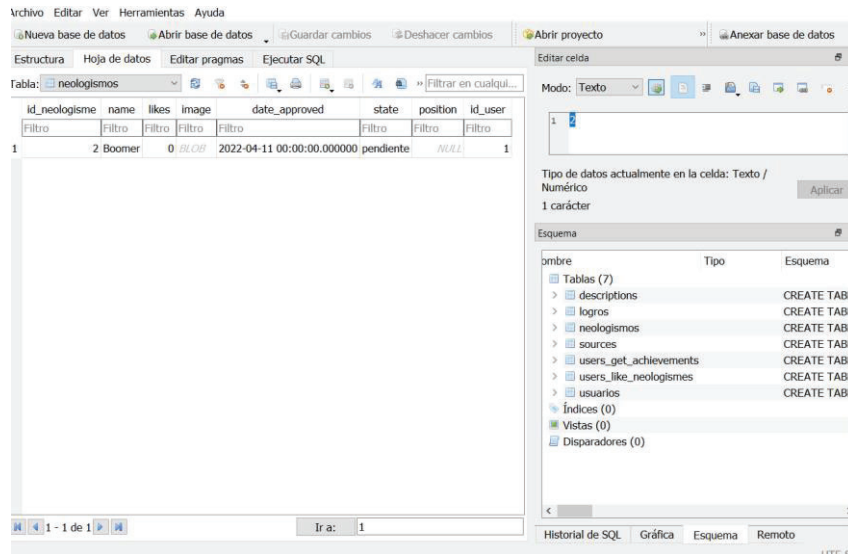 Archivo Editar Ver Herramientas Ayuda
Nueva base de datos Abrir base de datos Guardar cambios Deshacer cambios Abrir proyecto » Anexar base de datos
Estructura Hoja de datos Editar pragmas Ejecutar SQL
Tabla: neologismos » Filtrar en cualqui...
id_neologisme name likes image date_approved state position id_user
Filtro Filtro Filtro Filtro Filtro Filtro Filtro Filtro
1 2 Boomer 0 BLOB 2022-04-11 00:00:00.000000 pendiente NULL 1
1 - 1 de 1 Ir a: 1
Editar celda
Modo: Texto
1 2
Tipo de datos actualmente en la celda: Texto /
Numérico
1 carácter
Aplicar
Esquema
ombre Tipo Esquema
Tablas (7)
> descriptions CREATE TAB
> logros CREATE TAB
> neologismos CREATE TAB
> sources CREATE TAB
> users_get_achievements CREATE TAB
> users_like_neologismes CREATE TAB
> usuarios CREATE TAB
Índices (0)
Vistas (0)
Disparadores (0)
Historial de SQL Gráfica Esquema Remoto